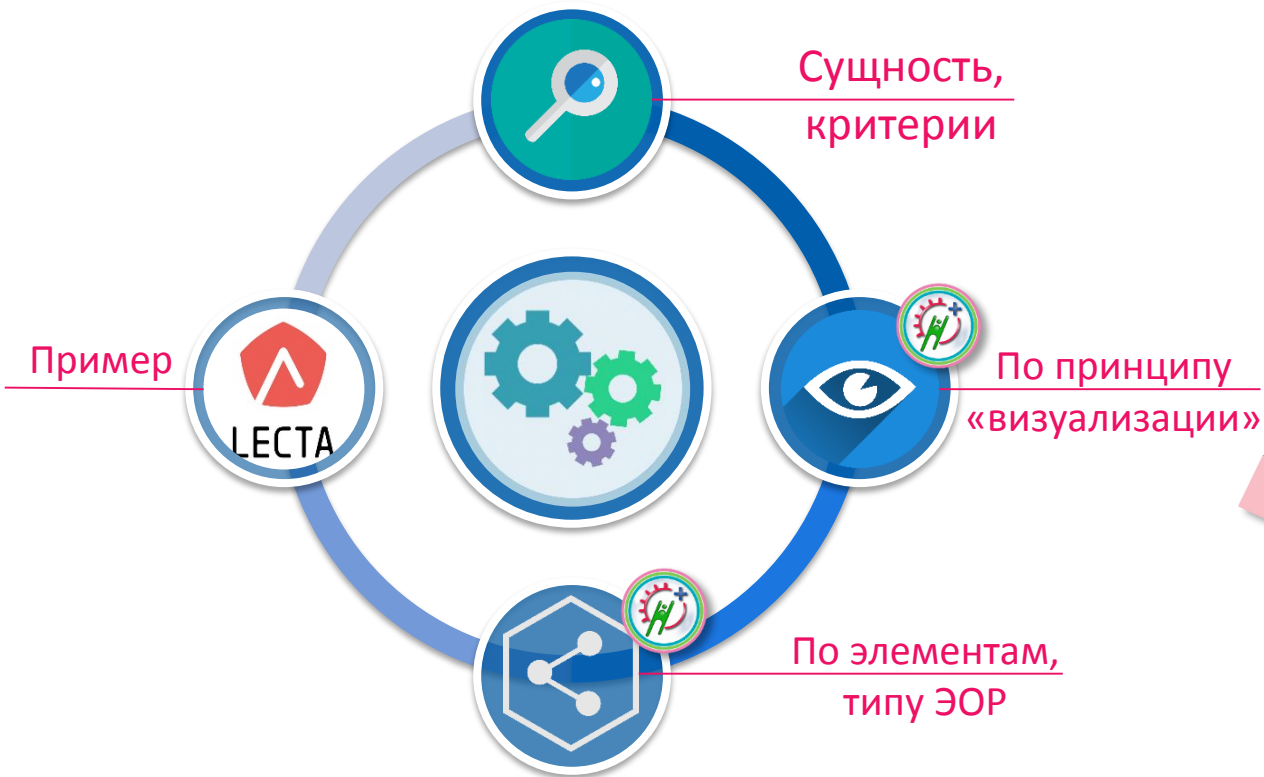 Сущность,
критерии
Пример
LECTA
По принципу
«визуализации»
По элементам,
типу ЭОР